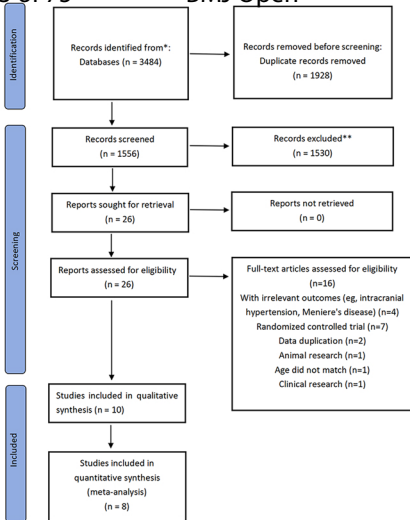 Identification
Records identified from*:
Databases (n = 3484)
Records removed before screening:
Duplicate records removed
(n = 1928)
Screening
Records screened
(n = 1556)
Records excluded**
(n = 1530)
Reports sought for retrieval
(n = 26)
Reports not retrieved
(n = 0)
Reports assessed for eligibility
(n = 26)
Full-text articles assessed for eligibility
(n=16)
With irrelevant outcomes (eg, intracranial
hypertension, Meniere's disease) (n=4)
Randomized controlled trial (n=7)
Data duplication (n=2)
Animal research (n=1)
Age did not match (n=1)
Clinical research (n=1)
Included
Studies included in qualitative
synthesis (n = 10)
Studies included in
quantitative synthesis
(meta-analysis)
(n = 8)